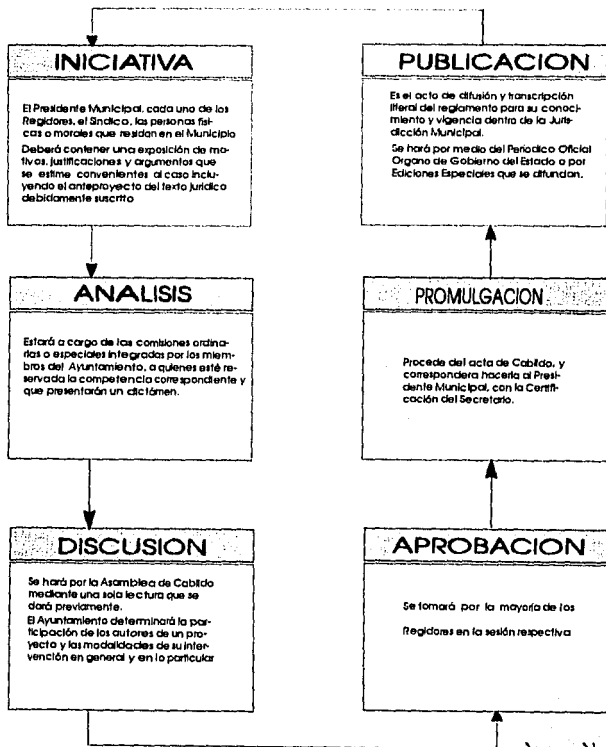 INICIATIVA
El Presidente Municipal, cada uno de los
Regidores, el Síndico, las personas físi-
cas o morales que residan en el Municipio
Deberá contener una exposición de mo-
tivos, justificaciones y argumentos que
se estime convenientes al caso inclu-
yendo el anteproyecto del texto jurídico
debidamente suscrito
ANALISIS
Estará a cargo de las comisiones ordina-
rias o especiales integradas por los miem-
bros del Ayuntamiento, a quienes esté re-
servada la competencia correspondiente y
que presentarán un dictámen.
DISCUSION
Se hará por la Asamblea de Cabildo
mediante una sola lectura que se
dará previamente.
El Ayuntamiento determinará la par-
ticipación de los autores de un pro-
yecto y las modalidades de su inter-
vención en general y en lo particular
APROBACION
Se tomará por la mayoría de los
Regidores en la sesión respectiva
PROMULGACION
Procede del acta de Cabildo, y
correspondera hacerla al Presi-
dente Municipal, con la Certifi-
cación del Secretario.
PUBLICACION
Es el acto de difusión y transcripción
literal del reglamento para su conoci-
miento y vigencia dentro de la Juris-
dicción Municipal.
Se hará por medio del Periodico Oficial
Organo de Gobierno del Estado o por
Ediciones Especiales que se difundan.